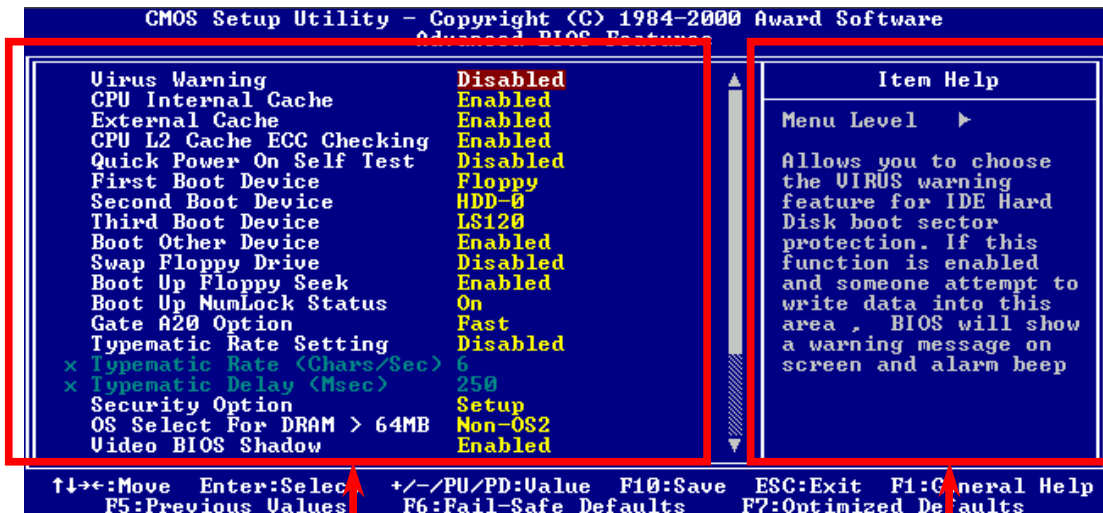 CMOS Setup Utility – Copyright (C) 1984–2000 Award Software
Advanced BIOS Features
Virus Warning Disabled
CPU Internal Cache Enabled
External Cache Enabled
CPU L2 Cache ECC Checking Enabled
Quick Power On Self Test Disabled
First Boot Device Floppy
Second Boot Device HDD-0
Third Boot Device LS120
Boot Other Device Enabled
Swap Floppy Drive Disabled
Boot Up Floppy Seek Enabled
Boot Up NumLock Status On
Gate A20 Option Fast
Typematic Rate Setting Disabled
x Typematic Rate (Chars/Sec) 6
x Typematic Delay (Msec) 250
Security Option Setup
OS Select For DRAM > 64MB Non-OS2
Video BIOS Shadow Enabled
Item Help
Menu Level ▶
Allows you to choose
the VIRUS warning
feature for IDE Hard
Disk boot sector
protection. If this
function is enabled
and someone attempt to
write data into this
area , BIOS will show
a warning message on
screen and alarm beep
↑↓→←:Move Enter:Select +/-/PU/PD:Value F10:Save ESC:Exit F1:General Help
F5:Previous Values F6:Fail-Safe Defaults F7:Optimized Defaults